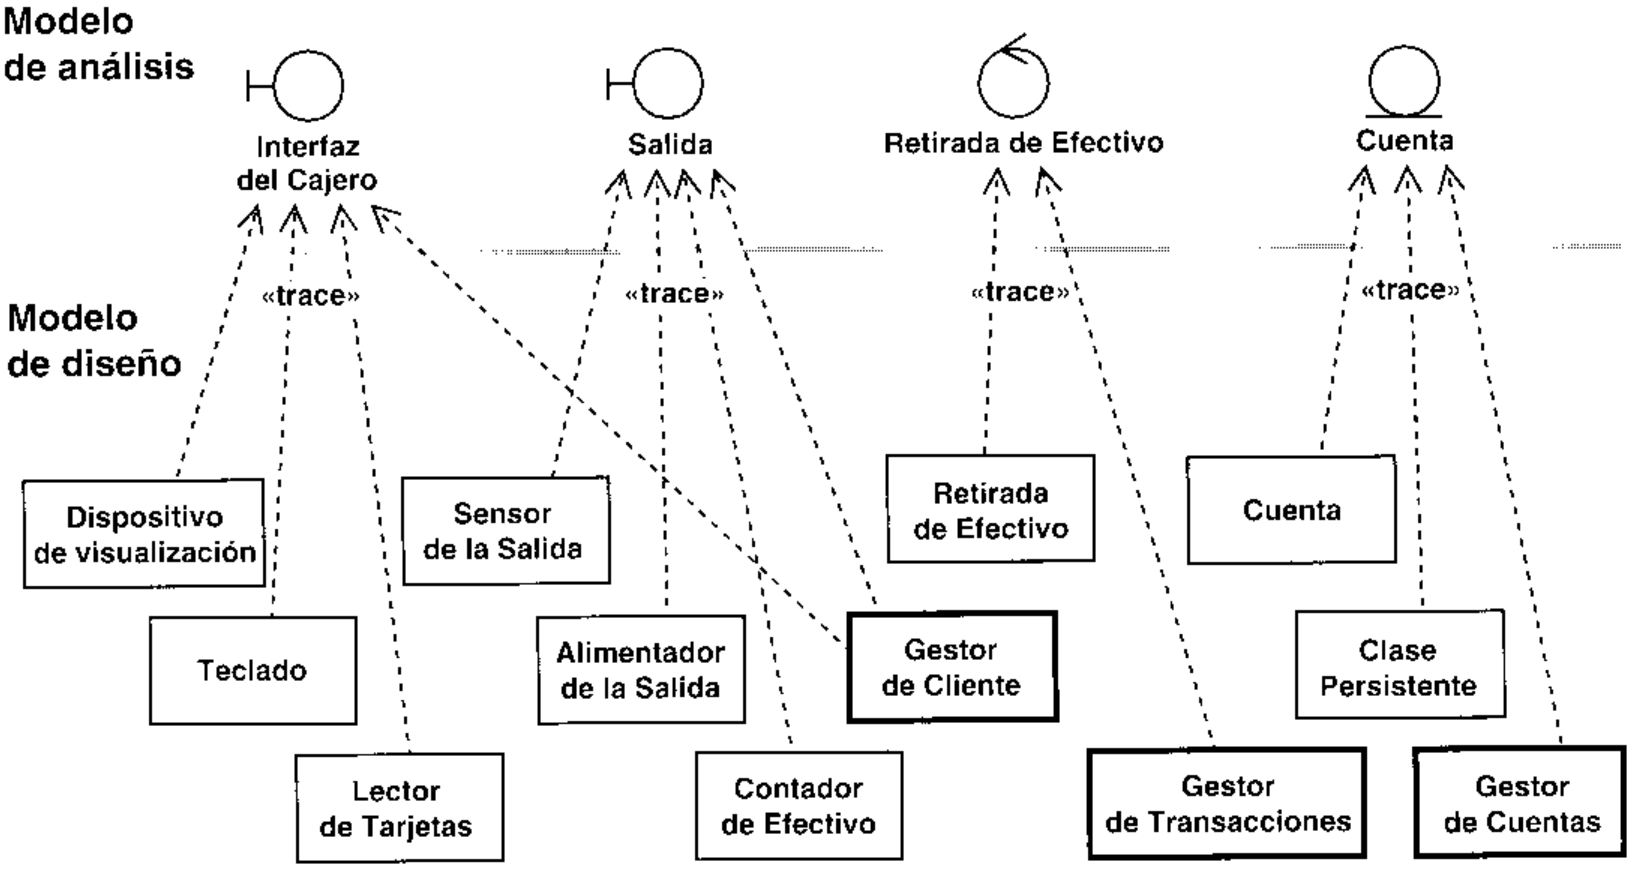 Modelo
de análisis
Interfaz
del Cajero
Salida
Retirada de Efectivo
Cuenta
«trace»
«trace»
«trace»
«trace»
Modelo
de diseño
Dispositivo
de visualización
Sensor
de la Salida
Retirada
de Efectivo
Cuenta
Teclado
Alimentador
de la Salida
Gestor
de Cliente
Clase
Persistente
Lector
de Tarjetas
Contador
de Efectivo
Gestor
de Transacciones
Gestor
de Cuentas